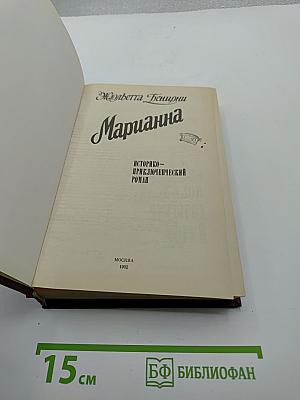 Жюльетта Бенцони
Марианна
ИСТОРИКО–
ПРИКЛЮЧЕНЧЕСКИЙ
РОМАН
МОСКВА
1992
15 см
БФ БИБЛИОФАН